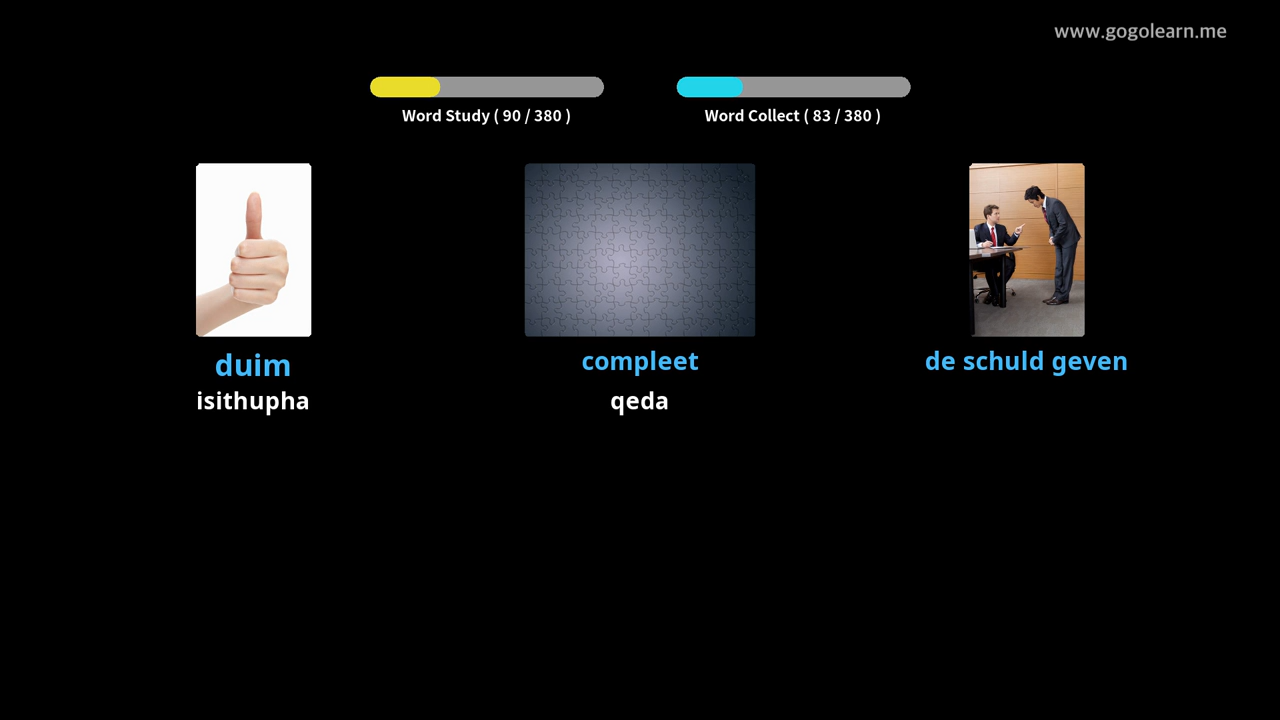 www.gogolearn.me
Word Study ( 90 / 380 )
Word Collect ( 83 / 380 )
duim
compleet
de schuld geven
isithupha
qeda